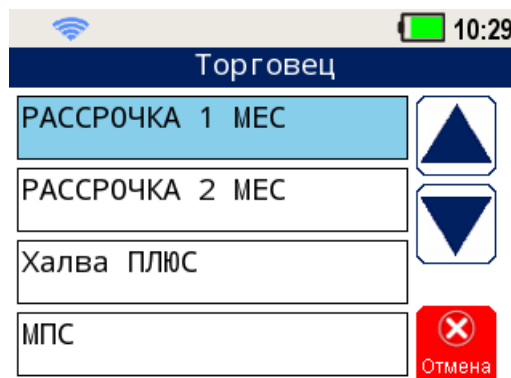 10:29
Торговец
РАССРОЧКА 1 МЕС
РАССРОЧКА 2 МЕС
Халва ПЛЮС
МПС
Отмена